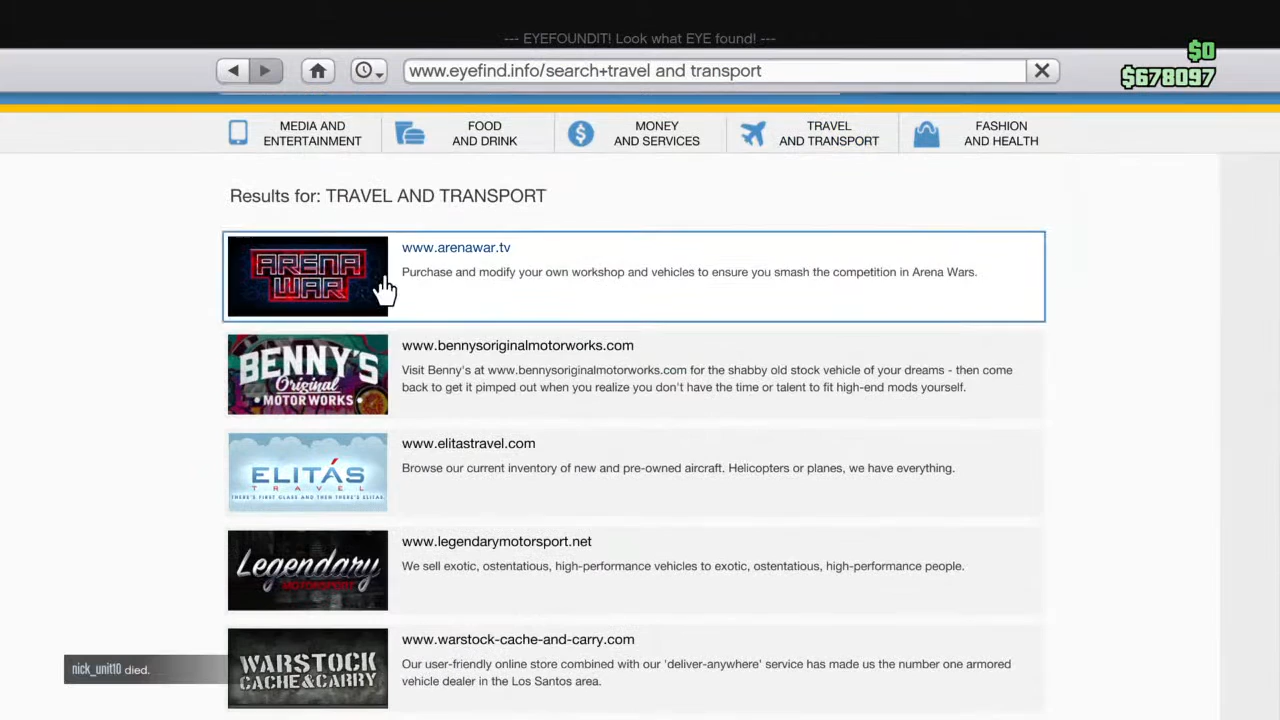 --- EYEFOUNDIT! Look what EYE found! ---
$0
www.eyefind.info/search+travel and transport
$678097
MEDIA AND ENTERTAINMENT
FOOD AND DRINK
MONEY AND SERVICES
TRAVEL AND TRANSPORT
FASHION AND HEALTH
Results for: TRAVEL AND TRANSPORT
ARENA
WAR
www.arenawar.tv
Purchase and modify your own workshop and vehicles to ensure you smash the competition in Arena Wars.
BENNY'S
Original
• MOTOR WORKS •
www.bennysoriginalmotorworks.com
Visit Benny's at www.bennysoriginalmotorworks.com for the shabby old stock vehicle of your dreams - then come
back to get it pimped out when you realize you don't have the time or talent to fit high-end mods yourself.
ELITÁS
TRAVEL
THERE'S FIRST CLASS AND THEN THERE'S ELITAS
www.elitastravel.com
Browse our current inventory of new and pre-owned aircraft. Helicopters or planes, we have everything.
Legendary
MOTORSPORT
www.legendarymotorsport.net
We sell exotic, ostentatious, high-performance vehicles to exotic, ostentatious, high-performance people.
WARSTOCK
CACHE & CARRY
www.warstock-cache-and-carry.com
Our user-friendly online store combined with our 'deliver-anywhere' service has made us the number one armored
vehicle dealer in the Los Santos area.
nick_unit10 died.